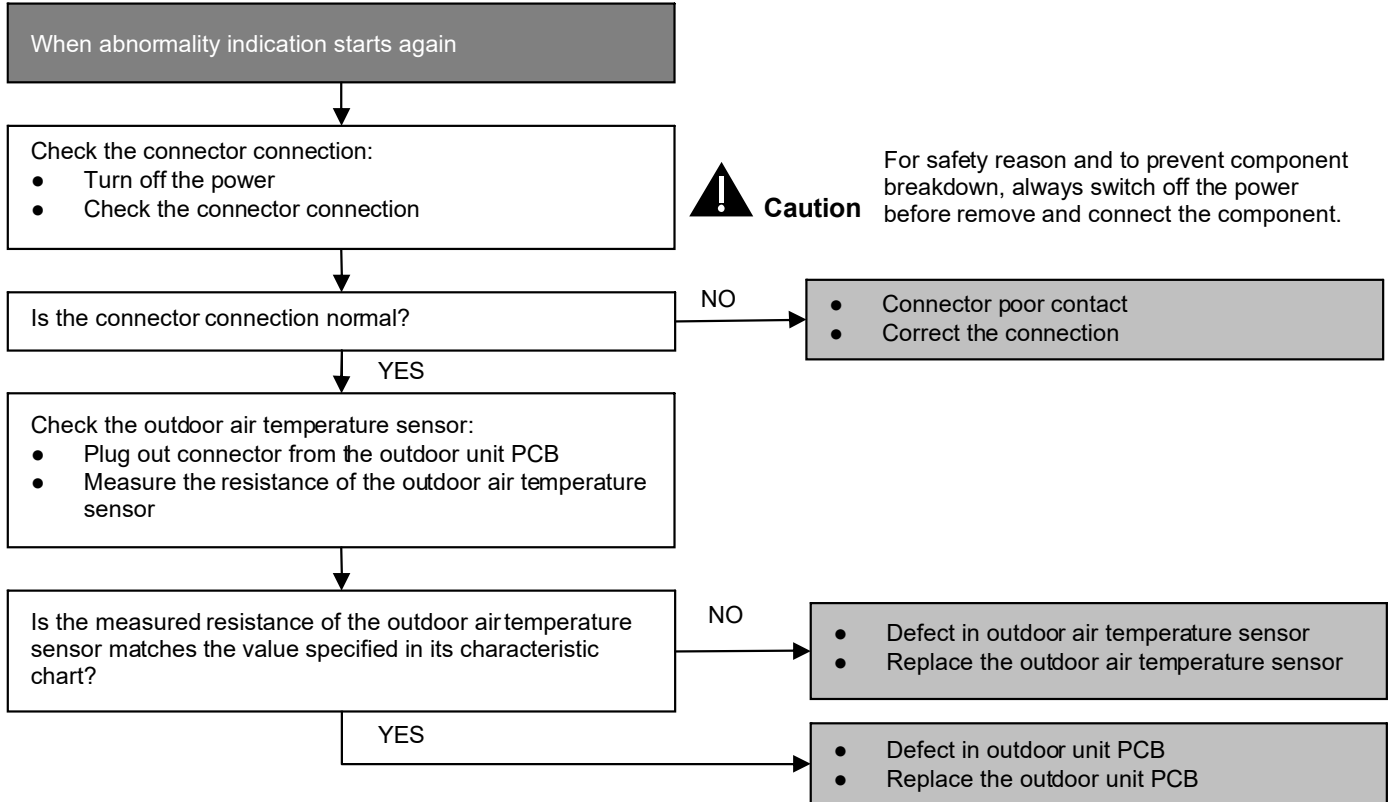 When abnormality indication starts again
Check the connector connection:
● Turn off the power
● Check the connector connection
Caution
For safety reason and to prevent component
breakdown, always switch off the power
before remove and connect the component.
Is the connector connection normal?
NO
● Connector poor contact
● Correct the connection
YES
Check the outdoor air temperature sensor:
● Plug out connector from the outdoor unit PCB
● Measure the resistance of the outdoor air temperature
sensor
Is the measured resistance of the outdoor air temperature
sensor matches the value specified in its characteristic
chart?
NO
● Defect in outdoor air temperature sensor
● Replace the outdoor air temperature sensor
YES
● Defect in outdoor unit PCB
● Replace the outdoor unit PCB